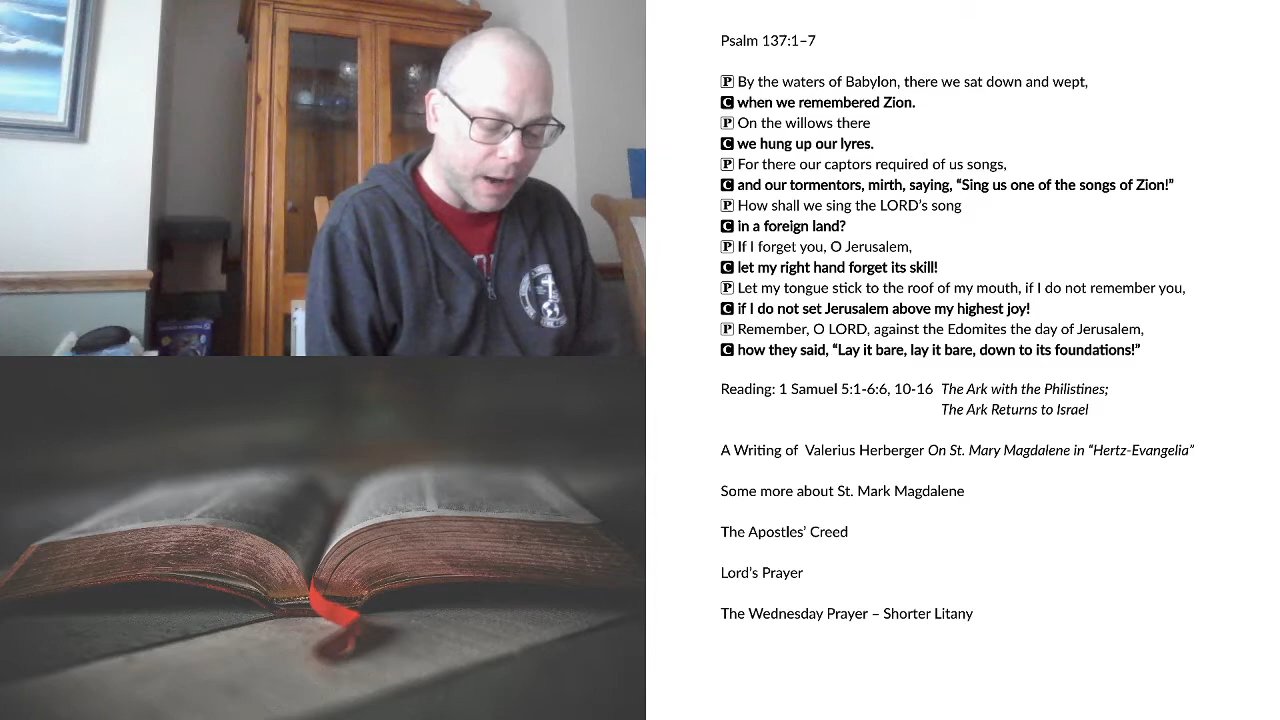 Psalm 137:1–7
P By the waters of Babylon, there we sat down and wept,
C when we remembered Zion.
P On the willows there
C we hung up our lyres.
P For there our captors required of us songs,
C and our tormentors, mirth, saying, “Sing us one of the songs of Zion!”
P How shall we sing the LORD’s song
C in a foreign land?
P If I forget you, O Jerusalem,
C let my right hand forget its skill!
P Let my tongue stick to the roof of my mouth, if I do not remember you,
C if I do not set Jerusalem above my highest joy!
P Remember, O LORD, against the Edomites the day of Jerusalem,
C how they said, “Lay it bare, lay it bare, down to its foundations!”
Reading: 1 Samuel 5:1-6:6, 10-16 The Ark with the Philistines;
The Ark Returns to Israel
A Writing of Valerius Herberger On St. Mary Magdalene in “Hertz-Evangelia”
Some more about St. Mark Magdalene
The Apostles’ Creed
Lord’s Prayer
The Wednesday Prayer – Shorter Litany